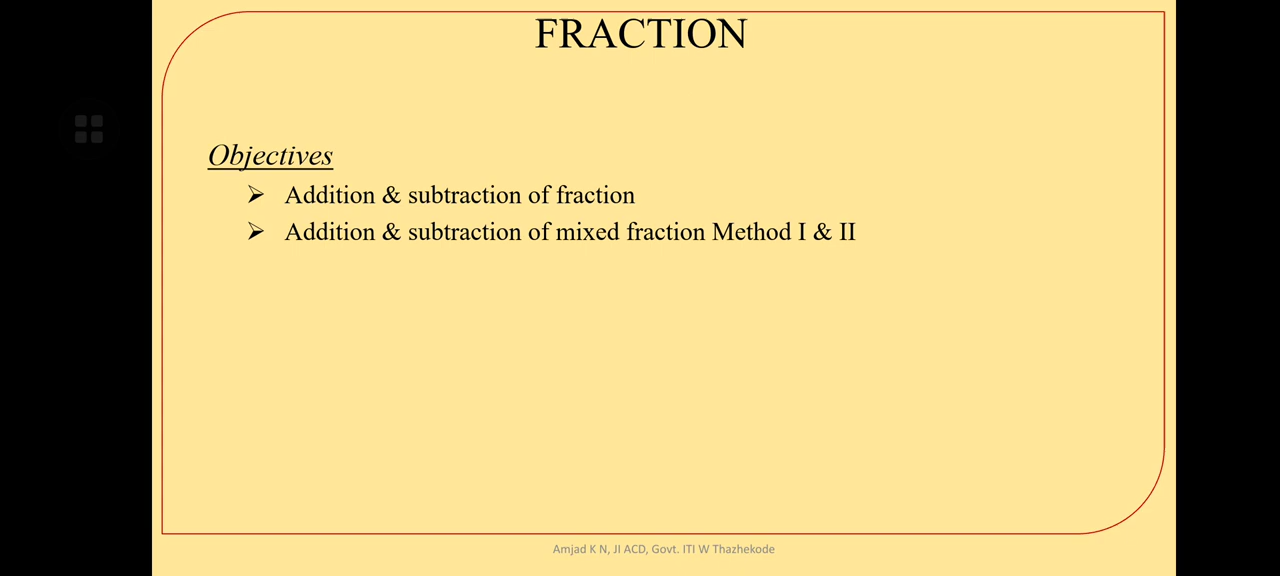 FRACTION
Objectives
➢ Addition & subtraction of fraction
➢ Addition & subtraction of mixed fraction Method I & II
Amjad K N, JI ACD, Govt. ITI W Thazhekode